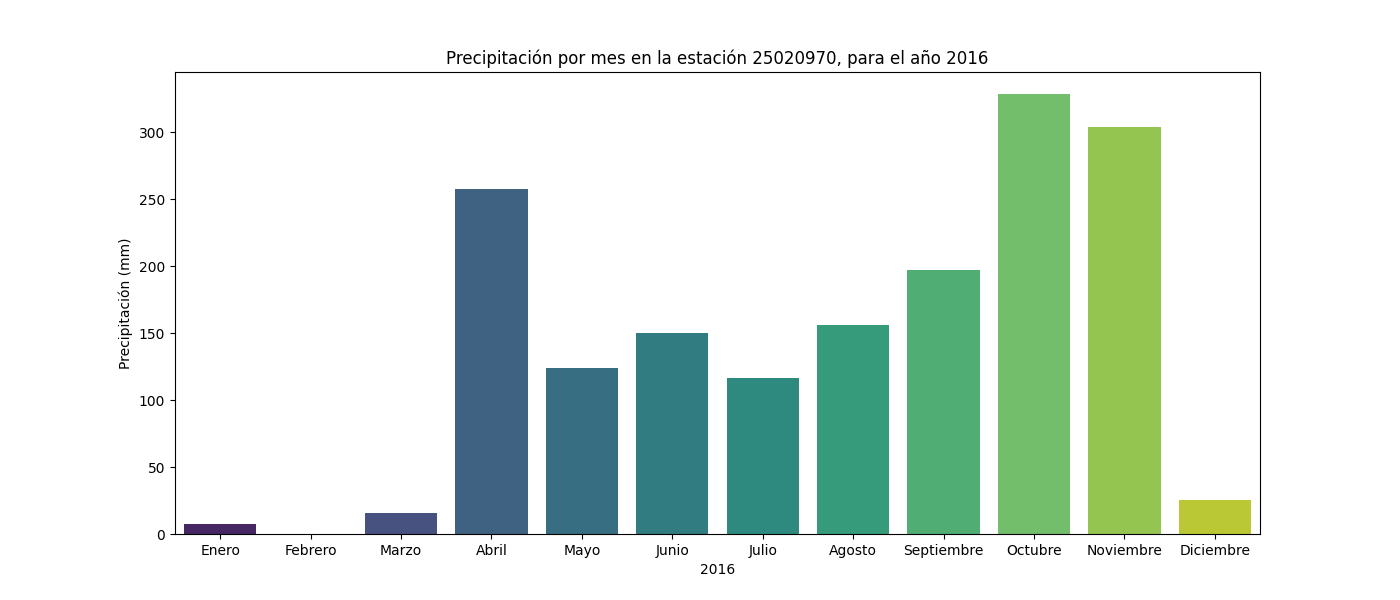 Precipitación por mes en la estación 25020970, para el año 2016
Precipitación (mm)
300
250
200
150
100
50
0
Enero Febrero Marzo Abril Mayo Junio Julio Agosto Septiembre Octubre Noviembre Diciembre
2016